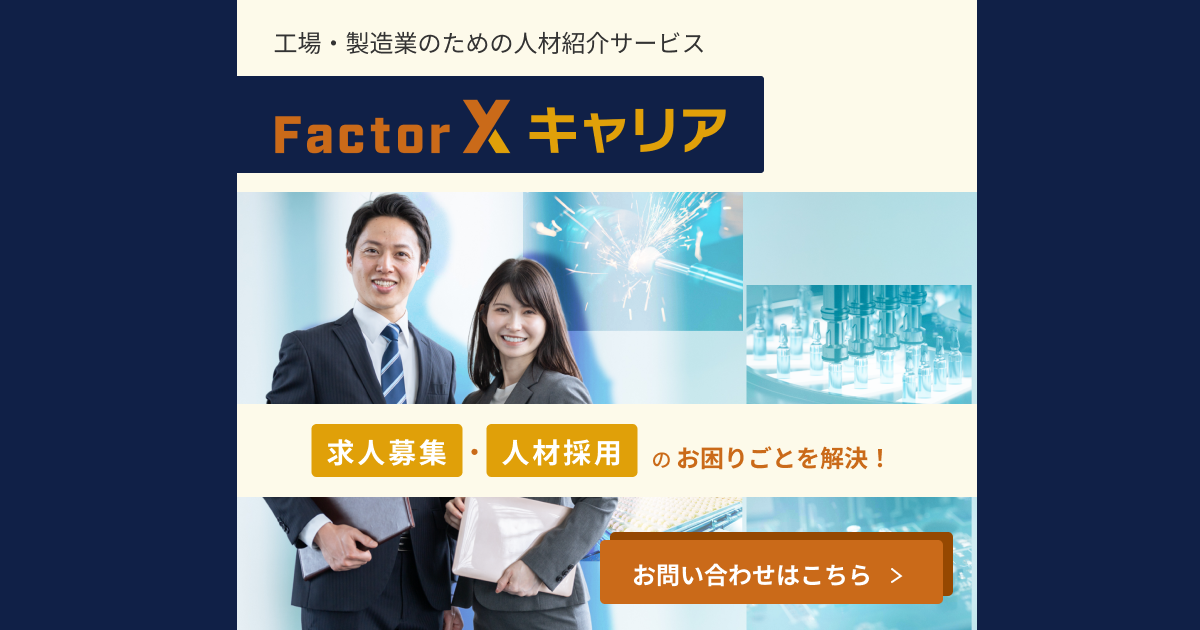 工場・製造業のための人材紹介サービス
Factor X キャリア
求人募集・人材採用 の お困りごとを解決！
お問い合わせはこちら >